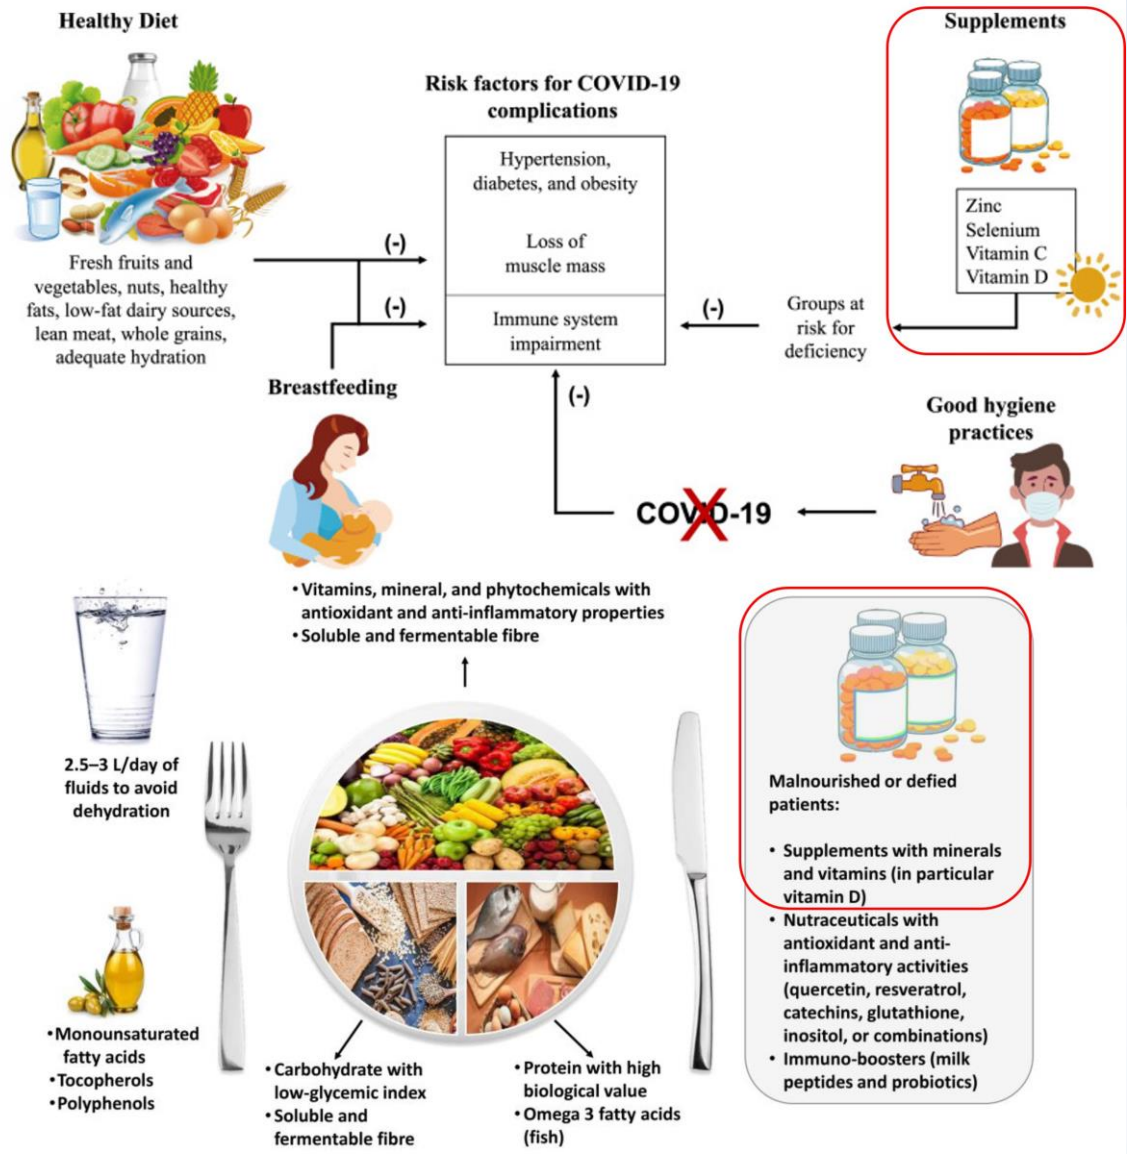 Healthy Diet
Supplements
Risk factors for COVID-19
complications
Hypertension,
diabetes, and obesity
Loss of
muscle mass
Immune system
impairment
Zinc
Selenium
Vitamin C
Vitamin D
(-)
(-)
(-)
Groups at
risk for
deficiency
Fresh fruits and
vegetables, nuts, healthy
fats, low-fat dairy sources,
lean meat, whole grains,
adequate hydration
Breastfeeding
(-)
Good hygiene
practices
COVID-19
• Vitamins, mineral, and phytochemicals with
antioxidant and anti-inflammatory properties
• Soluble and fermentable fibre
2.5–3 L/day of
fluids to avoid
dehydration
Malnourished or defied
patients:
• Supplements with minerals
and vitamins (in particular
vitamin D)
• Nutraceuticals with
antioxidant and anti-
inflammatory activities
(quercetin, resveratrol,
catechins, glutathione,
inositol, or combinations)
• Immuno-boosters (milk
peptides and probiotics)
• Monounsaturated
fatty acids
• Tocopherols
• Polyphenols
• Carbohydrate with
low-glycemic index
• Soluble and
fermentable fibre
• Protein with high
biological value
• Omega 3 fatty acids
(fish)